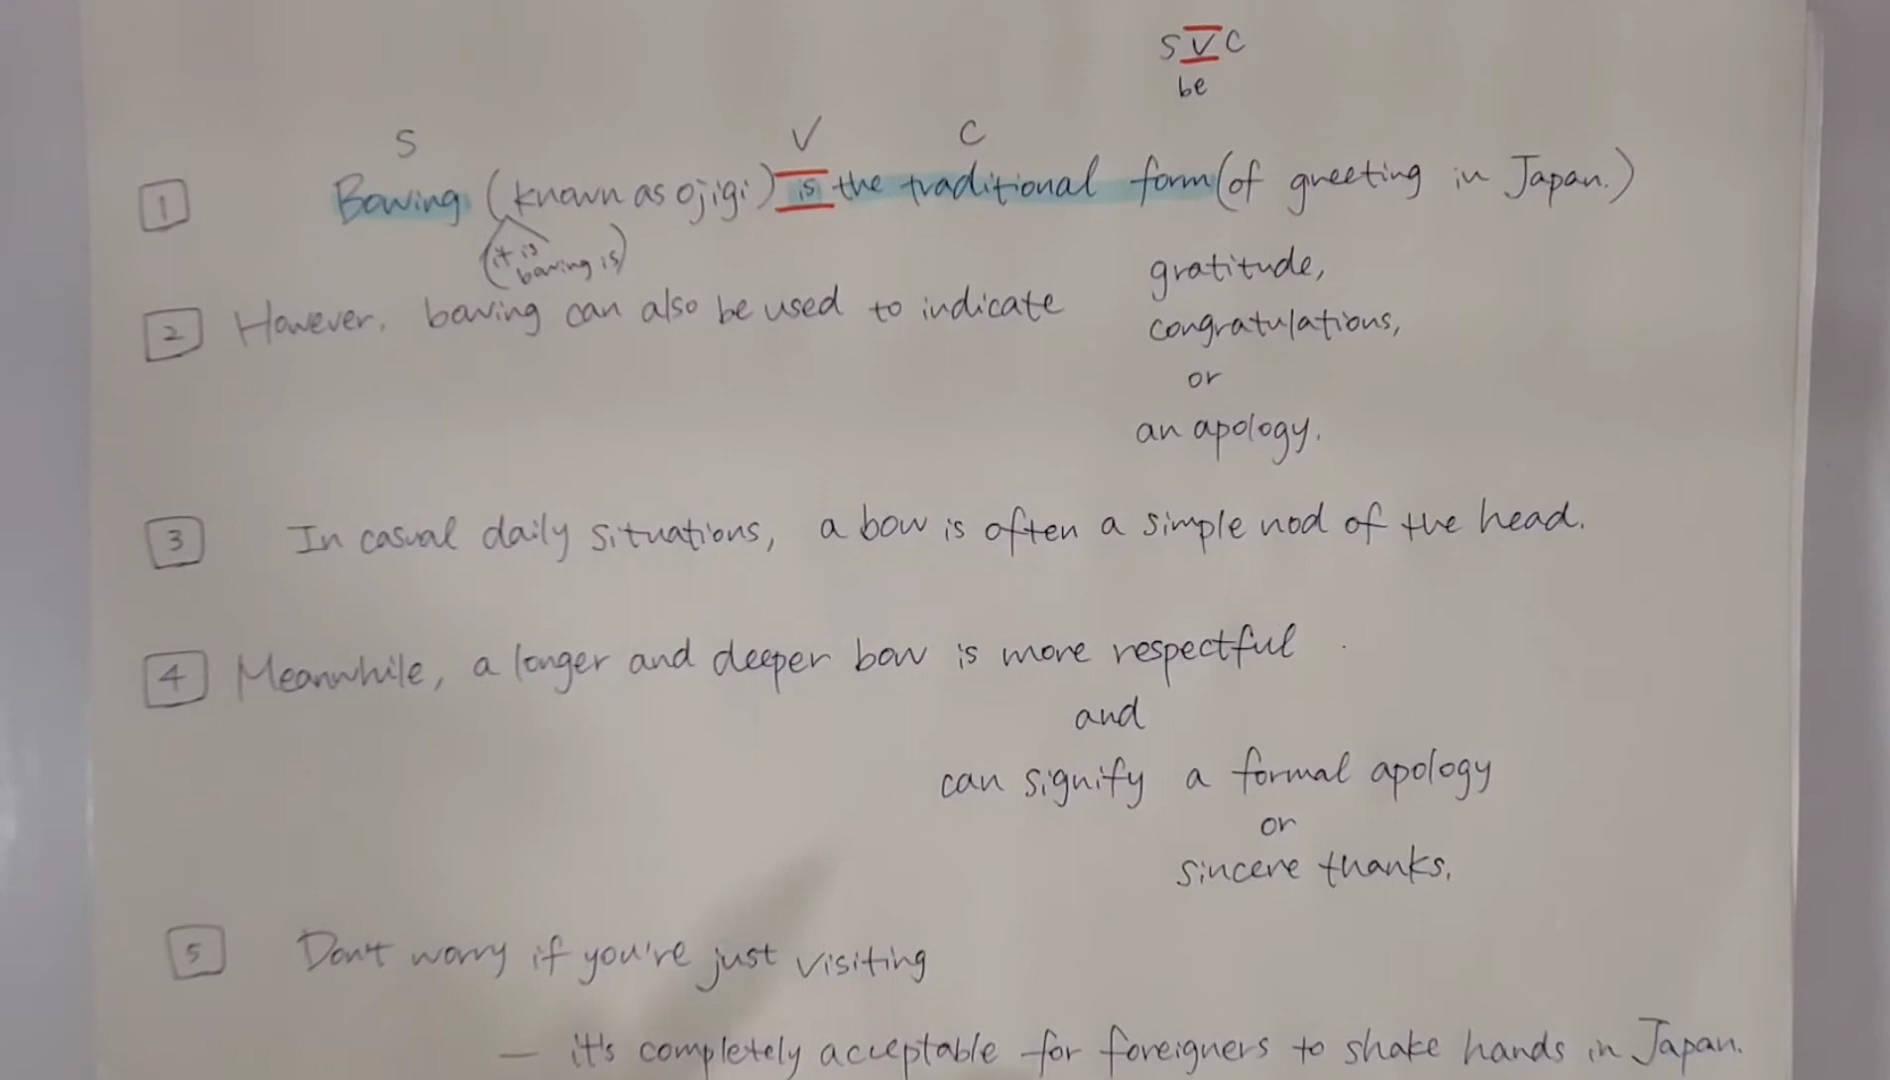 S V C
be
S V C
1 Bowing (known as ojigi) is the traditional form (of greeting in Japan.)
(it is
bowing is)
2 However, bowing can also be used to indicate gratitude,
congratulations,
or
an apology.
3 In casual daily situations, a bow is often a simple nod of the head.
4 Meanwhile, a longer and deeper bow is more respectful
and
can signify a formal apology
or
sincere thanks.
5 Don't worry if you're just visiting
— it's completely acceptable for foreigners to shake hands in Japan.